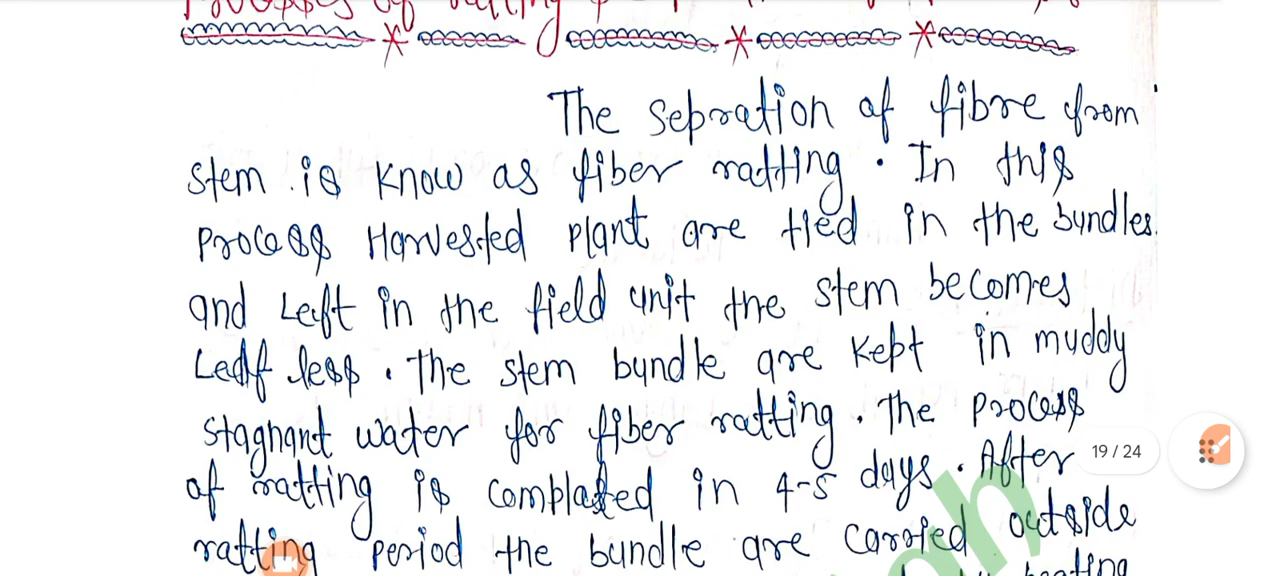 The sepration of fibre from
stem is know as fiber ratting. In this
process Harvested plant are tied in the bundles.
and Left in the field unit the stem becomes
Leaf less. The stem bundle are kept in muddy
stagnant water for fiber ratting. The process
19/24
of ratting is complated in 4-5 days. After
ratting period the bundle are carried outside